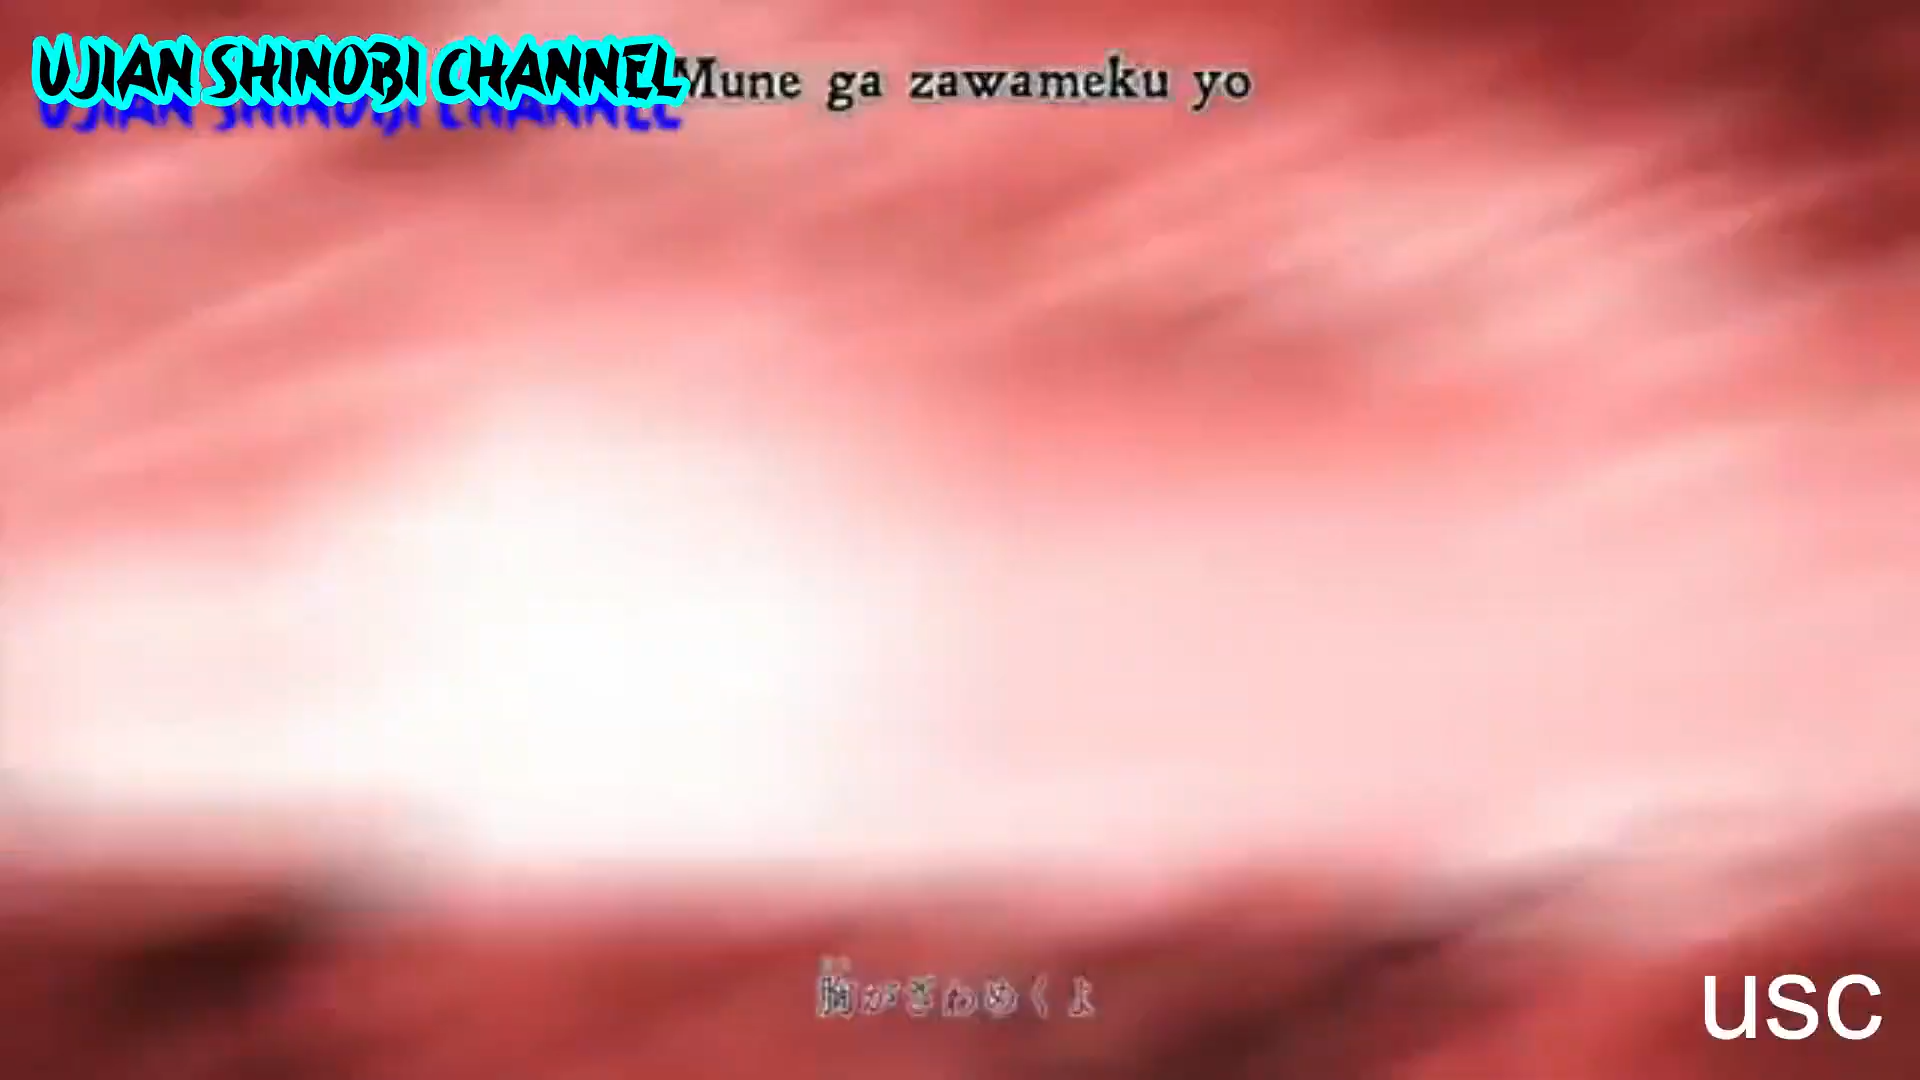 UJIAN SHINOBI CHANNEL
Mune ga zawameku yo
胸がざわめくよ
usc